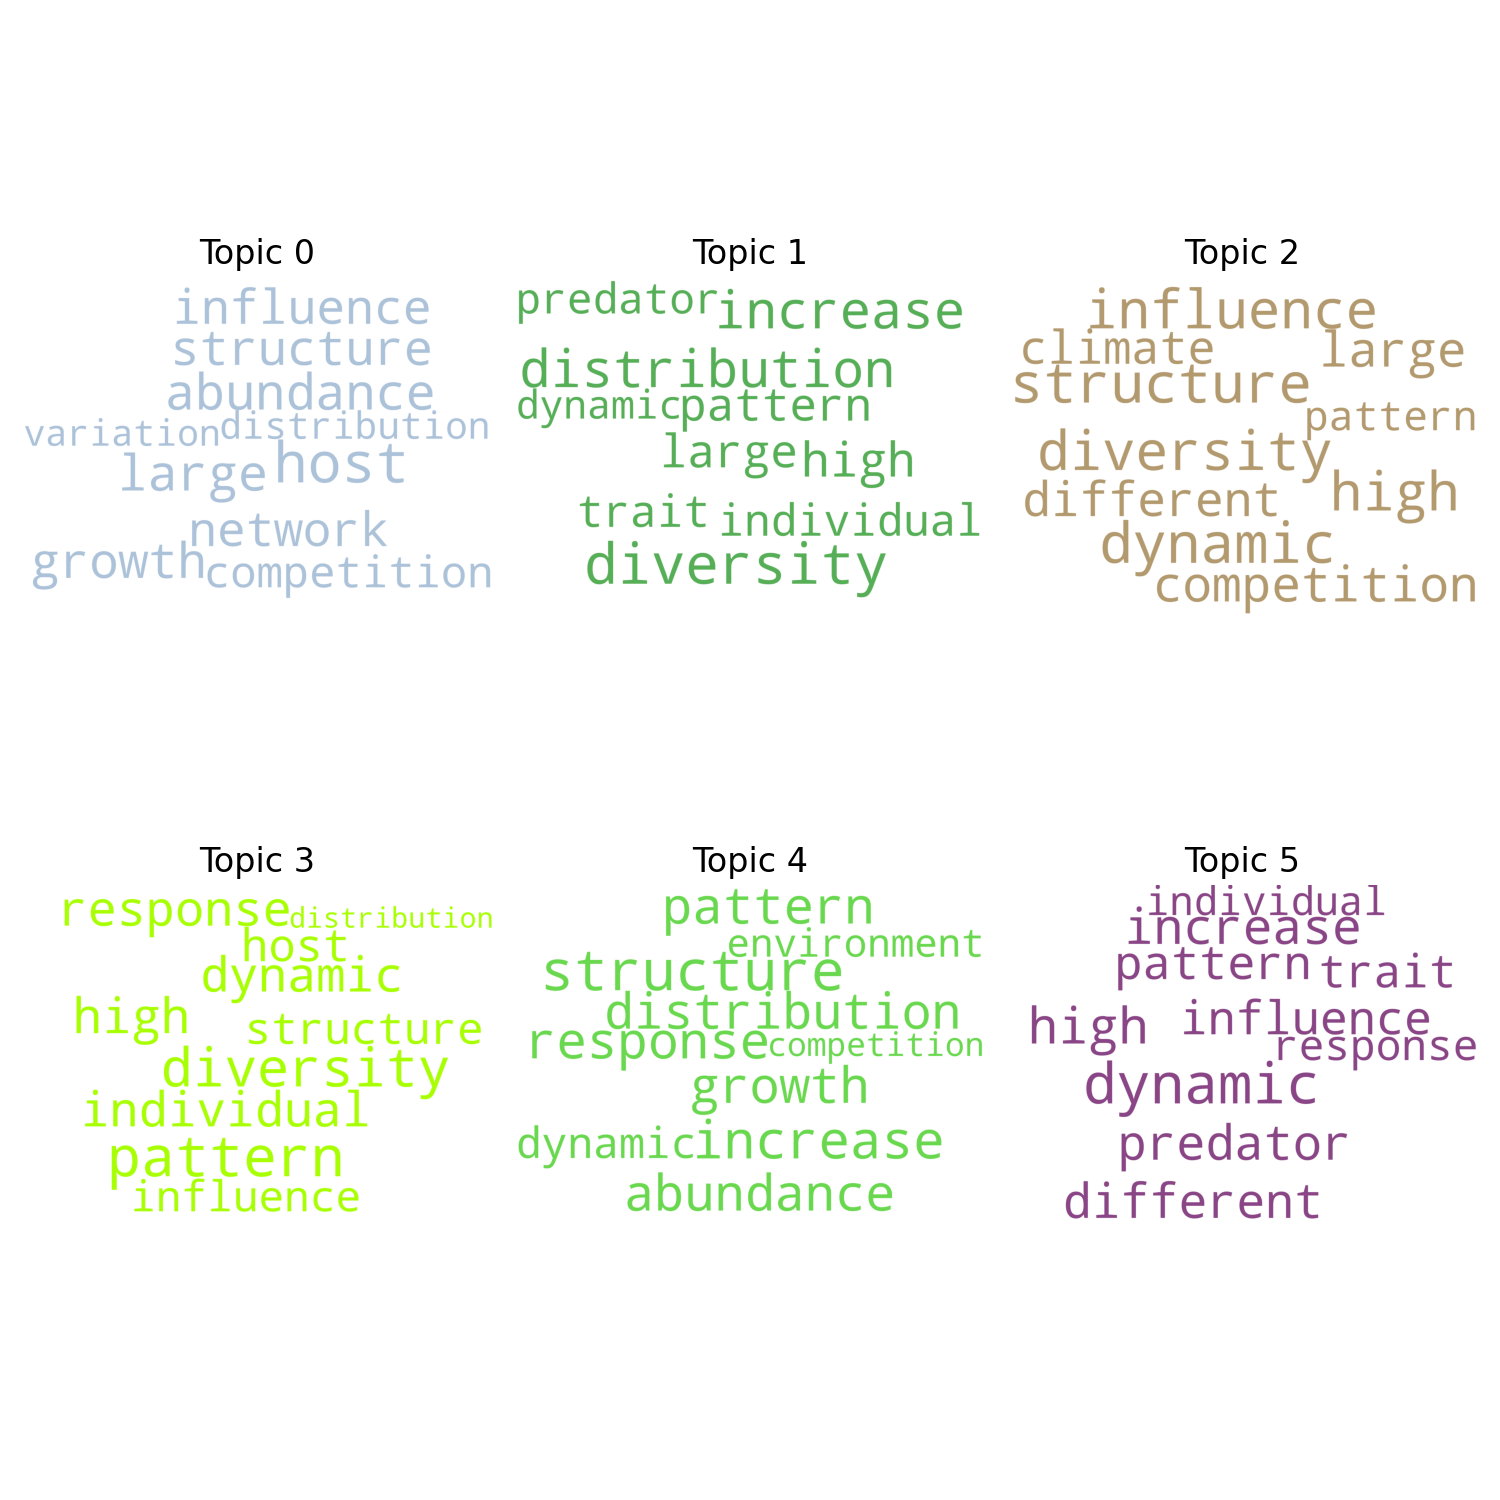 Topic 0
influence
structure
abundance
variation distribution
large host
network
growth competition
Topic 1
predator increase
distribution
dynamic pattern
large high
trait individual
diversity
Topic 2
influence
climate large
structure
pattern
diversity
different high
dynamic
competition
Topic 3
response distribution
host
dynamic
high structure
diversity
individual
pattern
influence
Topic 4
pattern
environment
structure
distribution
response competition
growth
dynamic increase
abundance
Topic 5
individual
increase
pattern trait
high influence
response
dynamic
predator
different